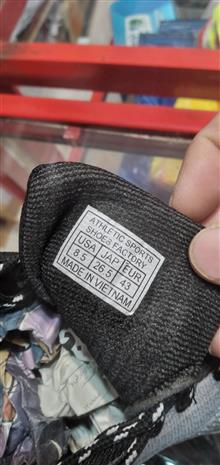 ATHLETIC SPORTS
SHOES FACTORY
USA JAP EUR
8 5 26 5 43
MADE IN VIETNAM